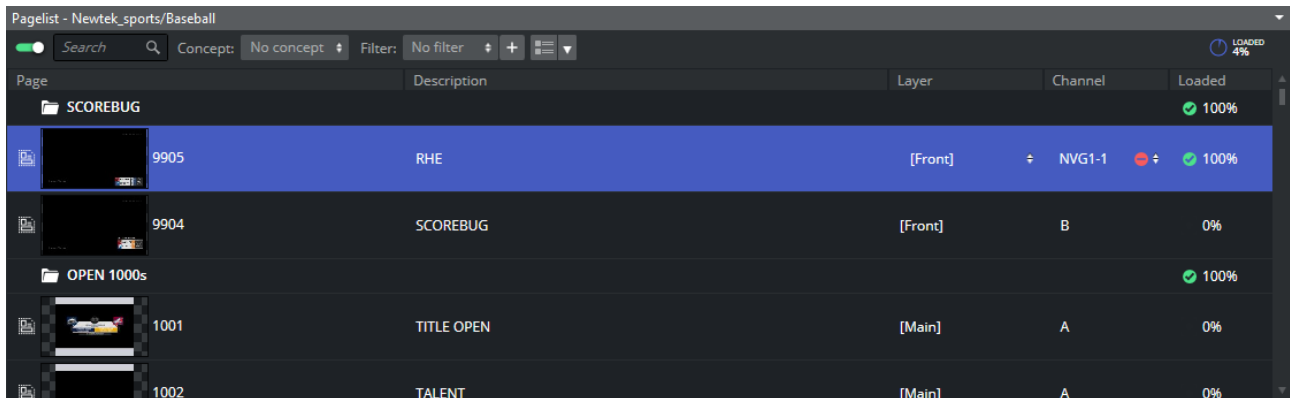 Pagelist - Newtek_sports/Baseball
Search Concept: No concept Filter: No filter + LOADED 4%
Page Description Layer Channel Loaded
SCOREBUG 100%
9905 RHE [Front] NVG1-1 100%
9904 SCOREBUG [Front] B 0%
OPEN 1000s 100%
1001 TITLE OPEN [Main] A 0%
1002 TALENT [Main] A 0%